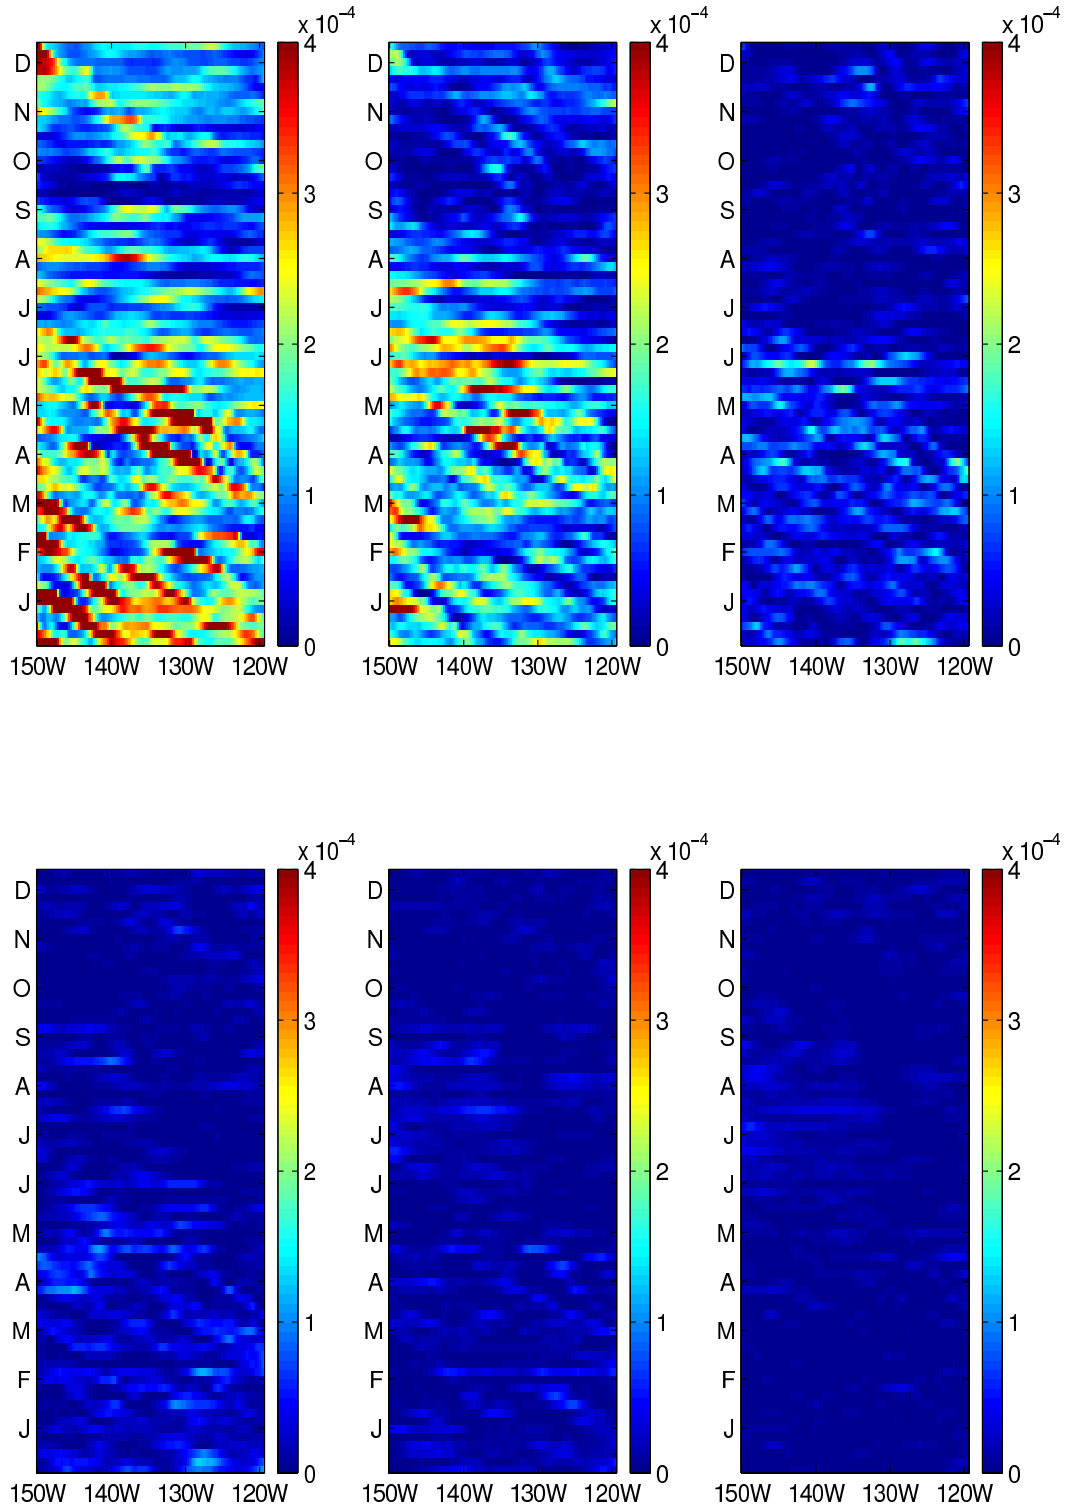 x 10⁻⁴ x 10⁻⁴ x 10⁻⁴
4 4 4
D D D
N N N
O O O
3 3 3
S S S
A A A
J J J
2 2 2
J J J
M M M
A A A
1 1 1
M M M
F F F
J J J
0 0 0
150W 140W 130W 120W 150W 140W 130W 120W 150W 140W 130W 120W
x 10⁻⁴ x 10⁻⁴ x 10⁻⁴
4 4 4
D D D
N N N
O O O
3 3 3
S S S
A A A
J J J
2 2 2
J J J
M M M
A A A
1 1 1
M M M
F F F
J J J
0 0 0
150W 140W 130W 120W 150W 140W 130W 120W 150W 140W 130W 120W